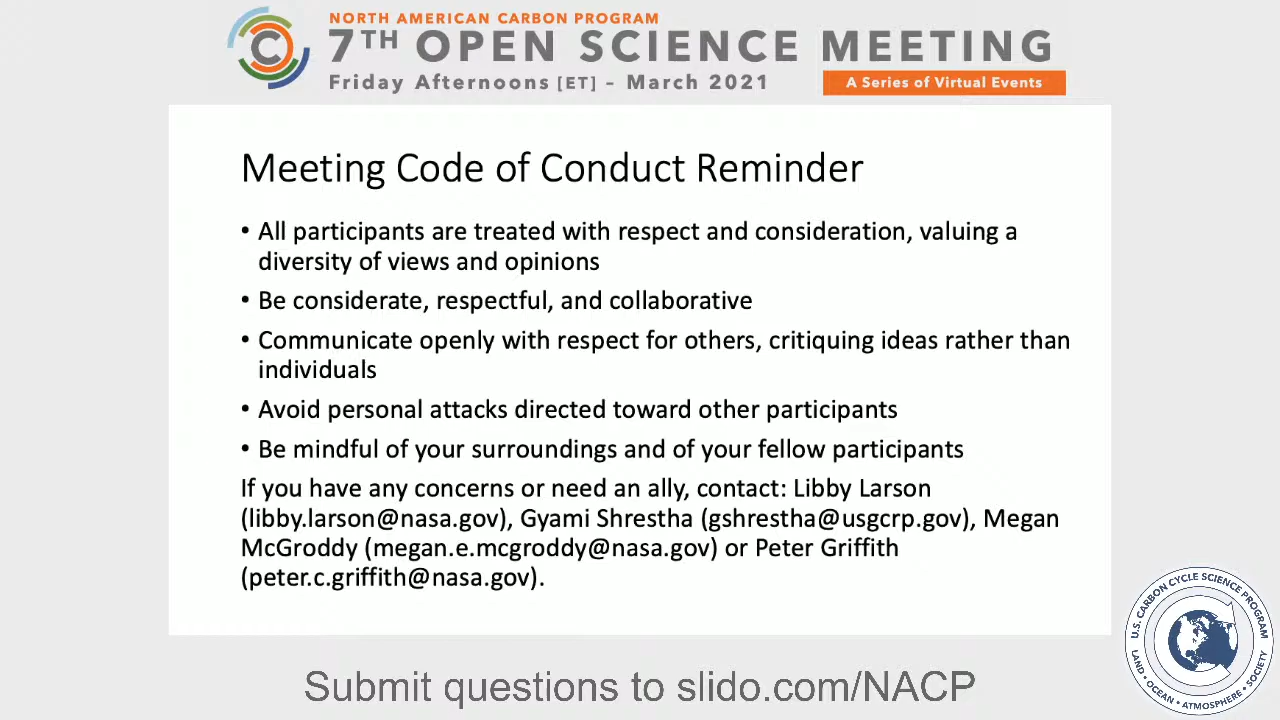 NORTH AMERICAN CARBON PROGRAM
C 7TH OPEN SCIENCE MEETING
Friday Afternoons [ET] – March 2021
A Series of Virtual Events
Meeting Code of Conduct Reminder
• All participants are treated with respect and consideration, valuing a
diversity of views and opinions
• Be considerate, respectful, and collaborative
• Communicate openly with respect for others, critiquing ideas rather than
individuals
• Avoid personal attacks directed toward other participants
• Be mindful of your surroundings and of your fellow participants
If you have any concerns or need an ally, contact: Libby Larson
(libby.larson@nasa.gov), Gyami Shrestha (gshrestha@usgcrp.gov), Megan
McGroddy (megan.e.mcgroddy@nasa.gov) or Peter Griffith
(peter.c.griffith@nasa.gov).
U.S. CARBON CYCLE SCIENCE PROGRAM
LAND • OCEAN • ATMOSPHERE • SOCIETY
Submit questions to slido.com/NACP